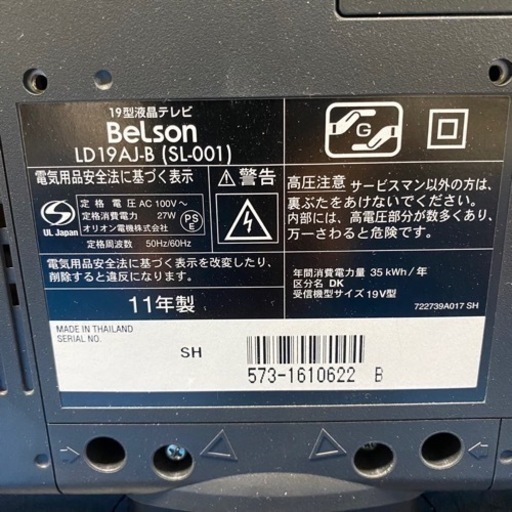 19型液晶テレビ
BeLson
LD19AJ-B (SL-001)
電気用品安全法に基づく表示
UL Japan
定格電圧 AC 100V～
定格消費電力 27W
オリオン電機株式会社
定格周波数 50Hz/60Hz
PS
E
電気用品安全法に基づく表示を改変したり、
削除すると違反になります。
11年製
警告
G
高圧注意 サービスマン以外の方は、
裏ぶたをあけないでください。
内部には、高電圧部分が数多くあり、
万一さわると危険です。
年間消費電力量 35 kWh/年
区分名 DK
受信機型サイズ 19V型
722739A017 SH
MADE IN THAILAND
SERIAL NO.
SH
573-1610622 B